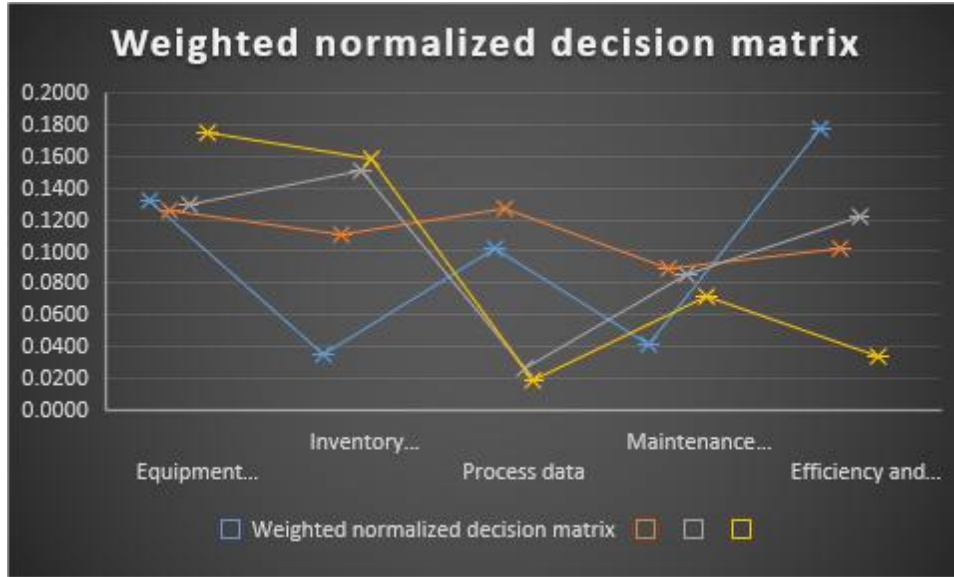 Weighted normalized decision matrix
0.2000
0.1800
0.1600
0.1400
0.1200
0.1000
0.0800
0.0600
0.0400
0.0200
0.0000
Inventory... Maintenance...
Equipment... Process data Efficiency and...
Weighted normalized decision matrix